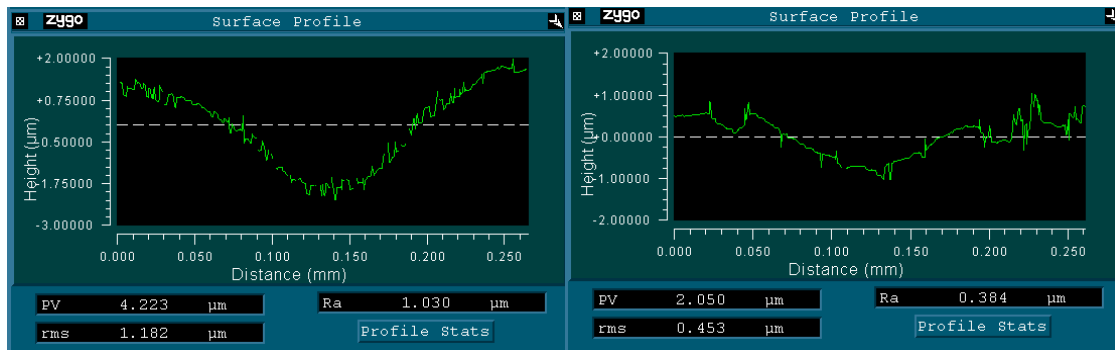 zygo Surface Profile
+2.00000
+0.75000
-0.50000
-1.75000
-3.00000
Height (µm)
0.000 0.050 0.100 0.150 0.200 0.250
Distance (mm)
PV 4.223 µm Ra 1.030 µm
rms 1.182 µm Profile Stats
zygo Surface Profile
+2.00000
+1.00000
+0.00000
-1.00000
-2.00000
Height (µm)
0.000 0.050 0.100 0.150 0.200 0.250
Distance (mm)
PV 2.050 µm Ra 0.384 µm
rms 0.453 µm Profile Stats